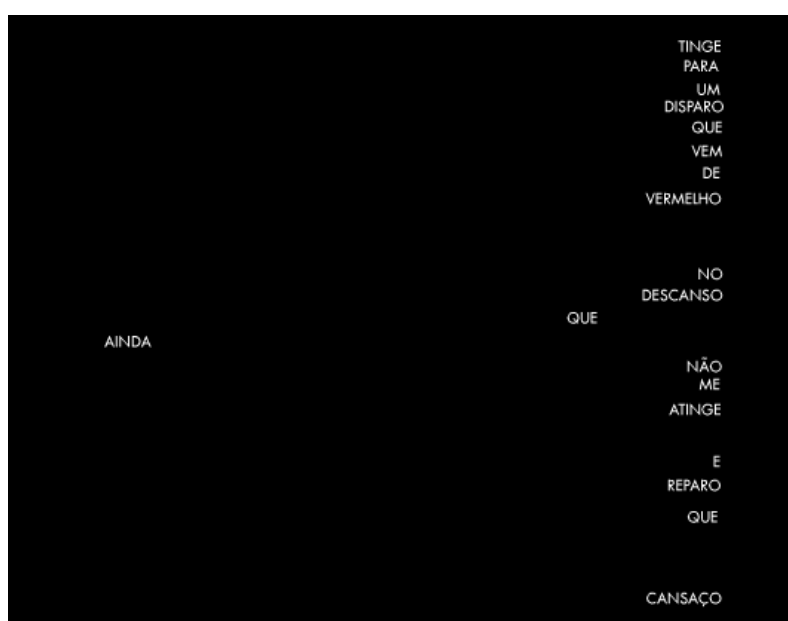 TINGE
PARA
UM
DISPARO
QUE
VEM
DE
VERMELHO
NO
DESCANSO
QUE
AINDA
NÃO
ME
ATINGE
E
REPARO
QUE
CANSAÇO